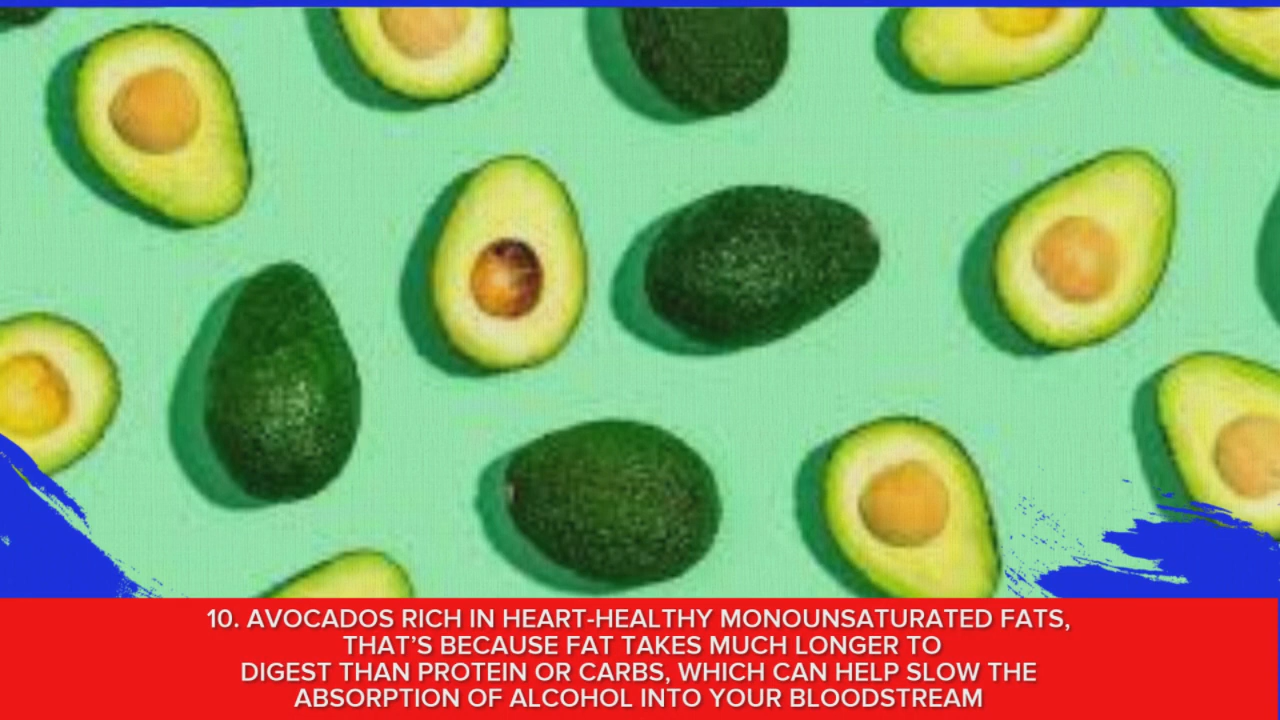 10. AVOCADOS RICH IN HEART-HEALTHY MONOUNSATURATED FATS,
THAT’S BECAUSE FAT TAKES MUCH LONGER TO
DIGEST THAN PROTEIN OR CARBS, WHICH CAN HELP SLOW THE
ABSORPTION OF ALCOHOL INTO YOUR BLOODSTREAM